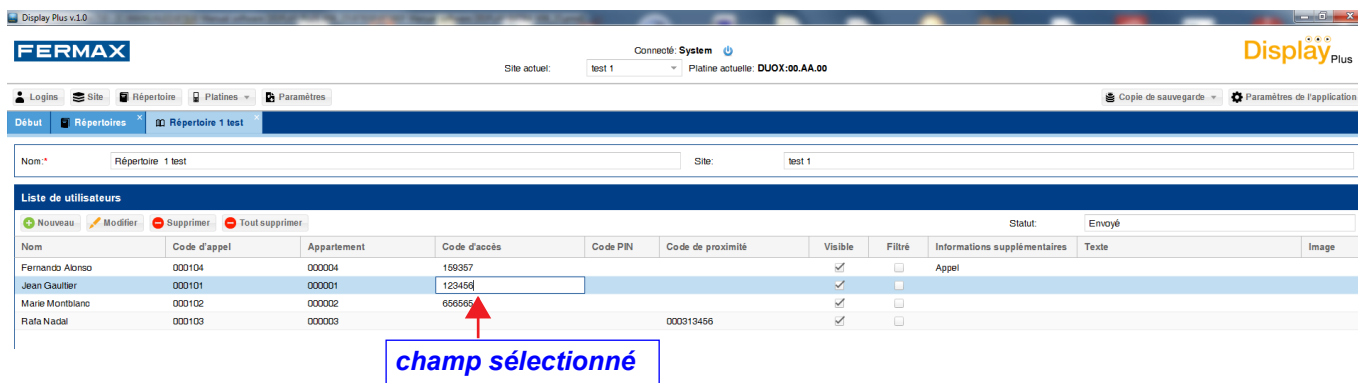 Display Plus v.1.0
FERMAX
Connecté: System
Display Plus
Site actuel: test 1 Platine actuelle: DUOX:00.AA.00
Logins Site Répertoire Platines Paramètres Copie de sauvegarde Paramètres de l'application
Début Répertoires Répertoire 1 test
Nom:* Répertoire 1 test Site: test 1
Liste de utilisateurs
Nouveau Modifier Supprimer Tout supprimer Statut: Envoyé
Nom Code d'appel Appartement Code d'accès Code PIN Code de proximité Visible Filtré Informations supplémentaires Texte Image
Fernando Alonso 000104 000004 159357 Appel
Jean Gaultier 000101 000001 123456
Marie Montblanc 000102 000002 656565
Rafa Nadal 000103 000003 000313456
champ sélectionné